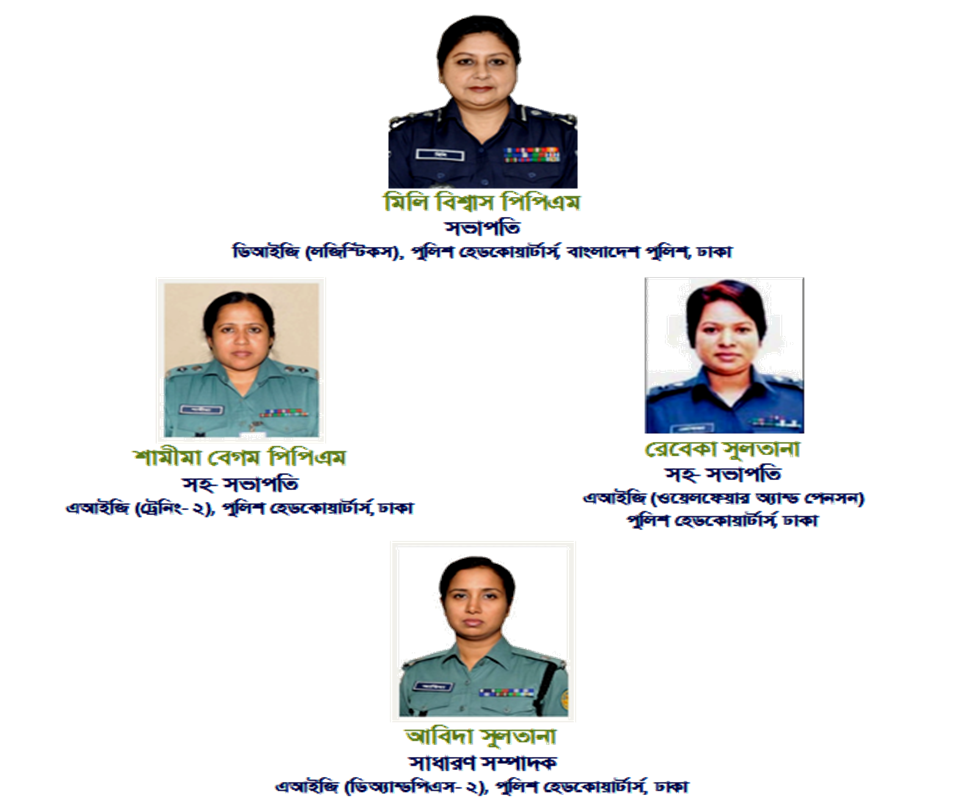 মিলি বিশ্বাস পিপিএম
সভাপতি
ডিআইজি (লজিস্টিকস), পুলিশ হেডকোয়ার্টার্স, বাংলাদেশ পুলিশ, ঢাকা
শামীমা বেগম পিপিএম
সহ- সভাপতি
এআইজি (ট্রেনিং- ২), পুলিশ হেডকোয়ার্টার্স, ঢাকা
রেবেকা সুলতানা
সহ- সভাপতি
এআইজি (ওয়েলফেয়ার অ্যান্ড পেনসন)
পুলিশ হেডকোয়ার্টার্স, ঢাকা
আবিদা সুলতানা
সাধারণ সম্পাদক
এআইজি (ডিঅ্যান্ডপিএস- ২), পুলিশ হেডকোয়ার্টার্স, ঢাকা